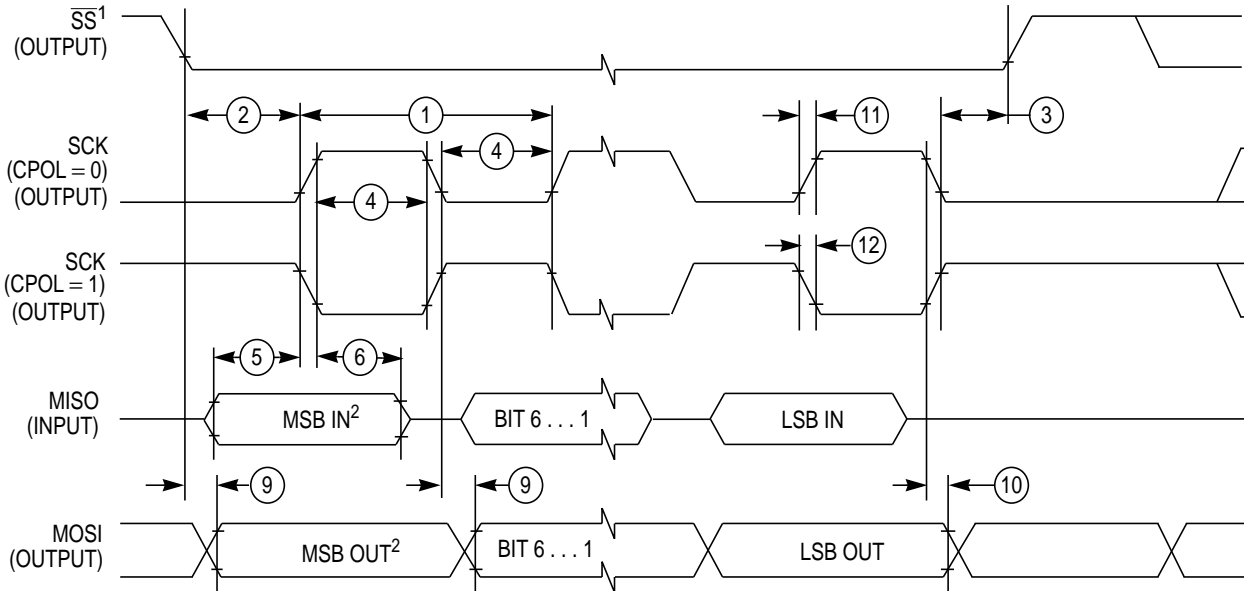 SS¹
(OUTPUT)
2
1
11
3
SCK
(CPOL = 0)
(OUTPUT)
4
4
12
SCK
(CPOL = 1)
(OUTPUT)
5
6
MISO
(INPUT)
MSB IN²
BIT 6 . . . 1
LSB IN
9
9
10
MOSI
(OUTPUT)
MSB OUT²
BIT 6 . . . 1
LSB OUT